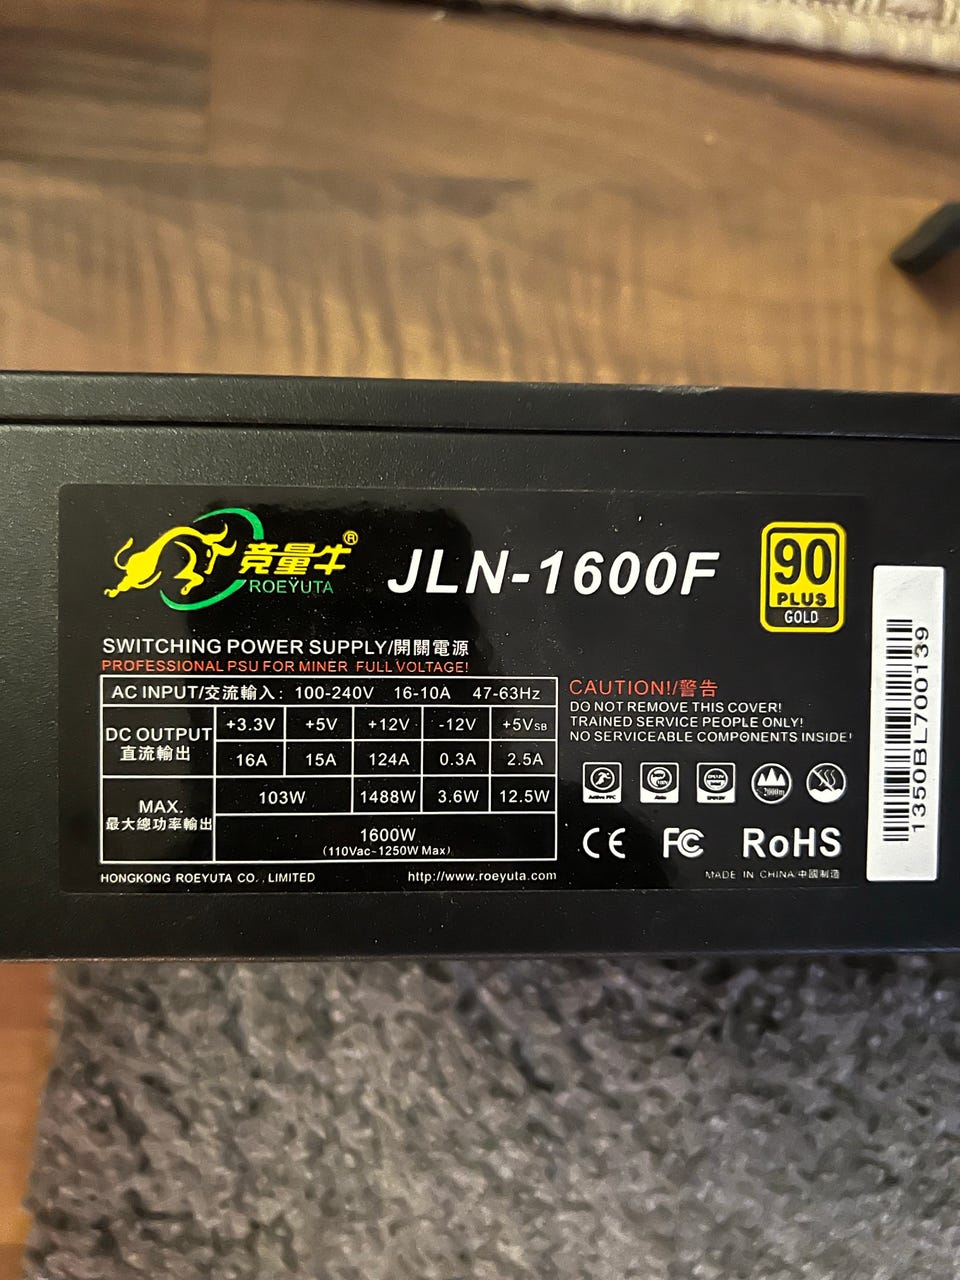 竞量牛®
ROEYUTA
JLN-1600F
90
PLUS
GOLD
SWITCHING POWER SUPPLY/開關電源
PROFESSIONAL PSU FOR MINER FULL VOLTAGE!
AC INPUT/交流輸入: 100-240V 16-10A 47-63Hz
DC OUTPUT
直流輸出
+3.3V +5V +12V -12V +5VSB
16A 15A 124A 0.3A 2.5A
MAX.
最大總功率輸出
103W 1488W 3.6W 12.5W
1600W
(110Vac~1250W Max)
HONGKONG ROEYUTA CO., LIMITED http://www.roeyuta.com
CAUTION!/警告
DO NOT REMOVE THIS COVER!
TRAINED SERVICE PEOPLE ONLY!
NO SERVICEABLE COMPONENTS INSIDE!
Active PFC
2000m
CE FC RoHS
MADE IN CHINA/中國制造
1350BL700139